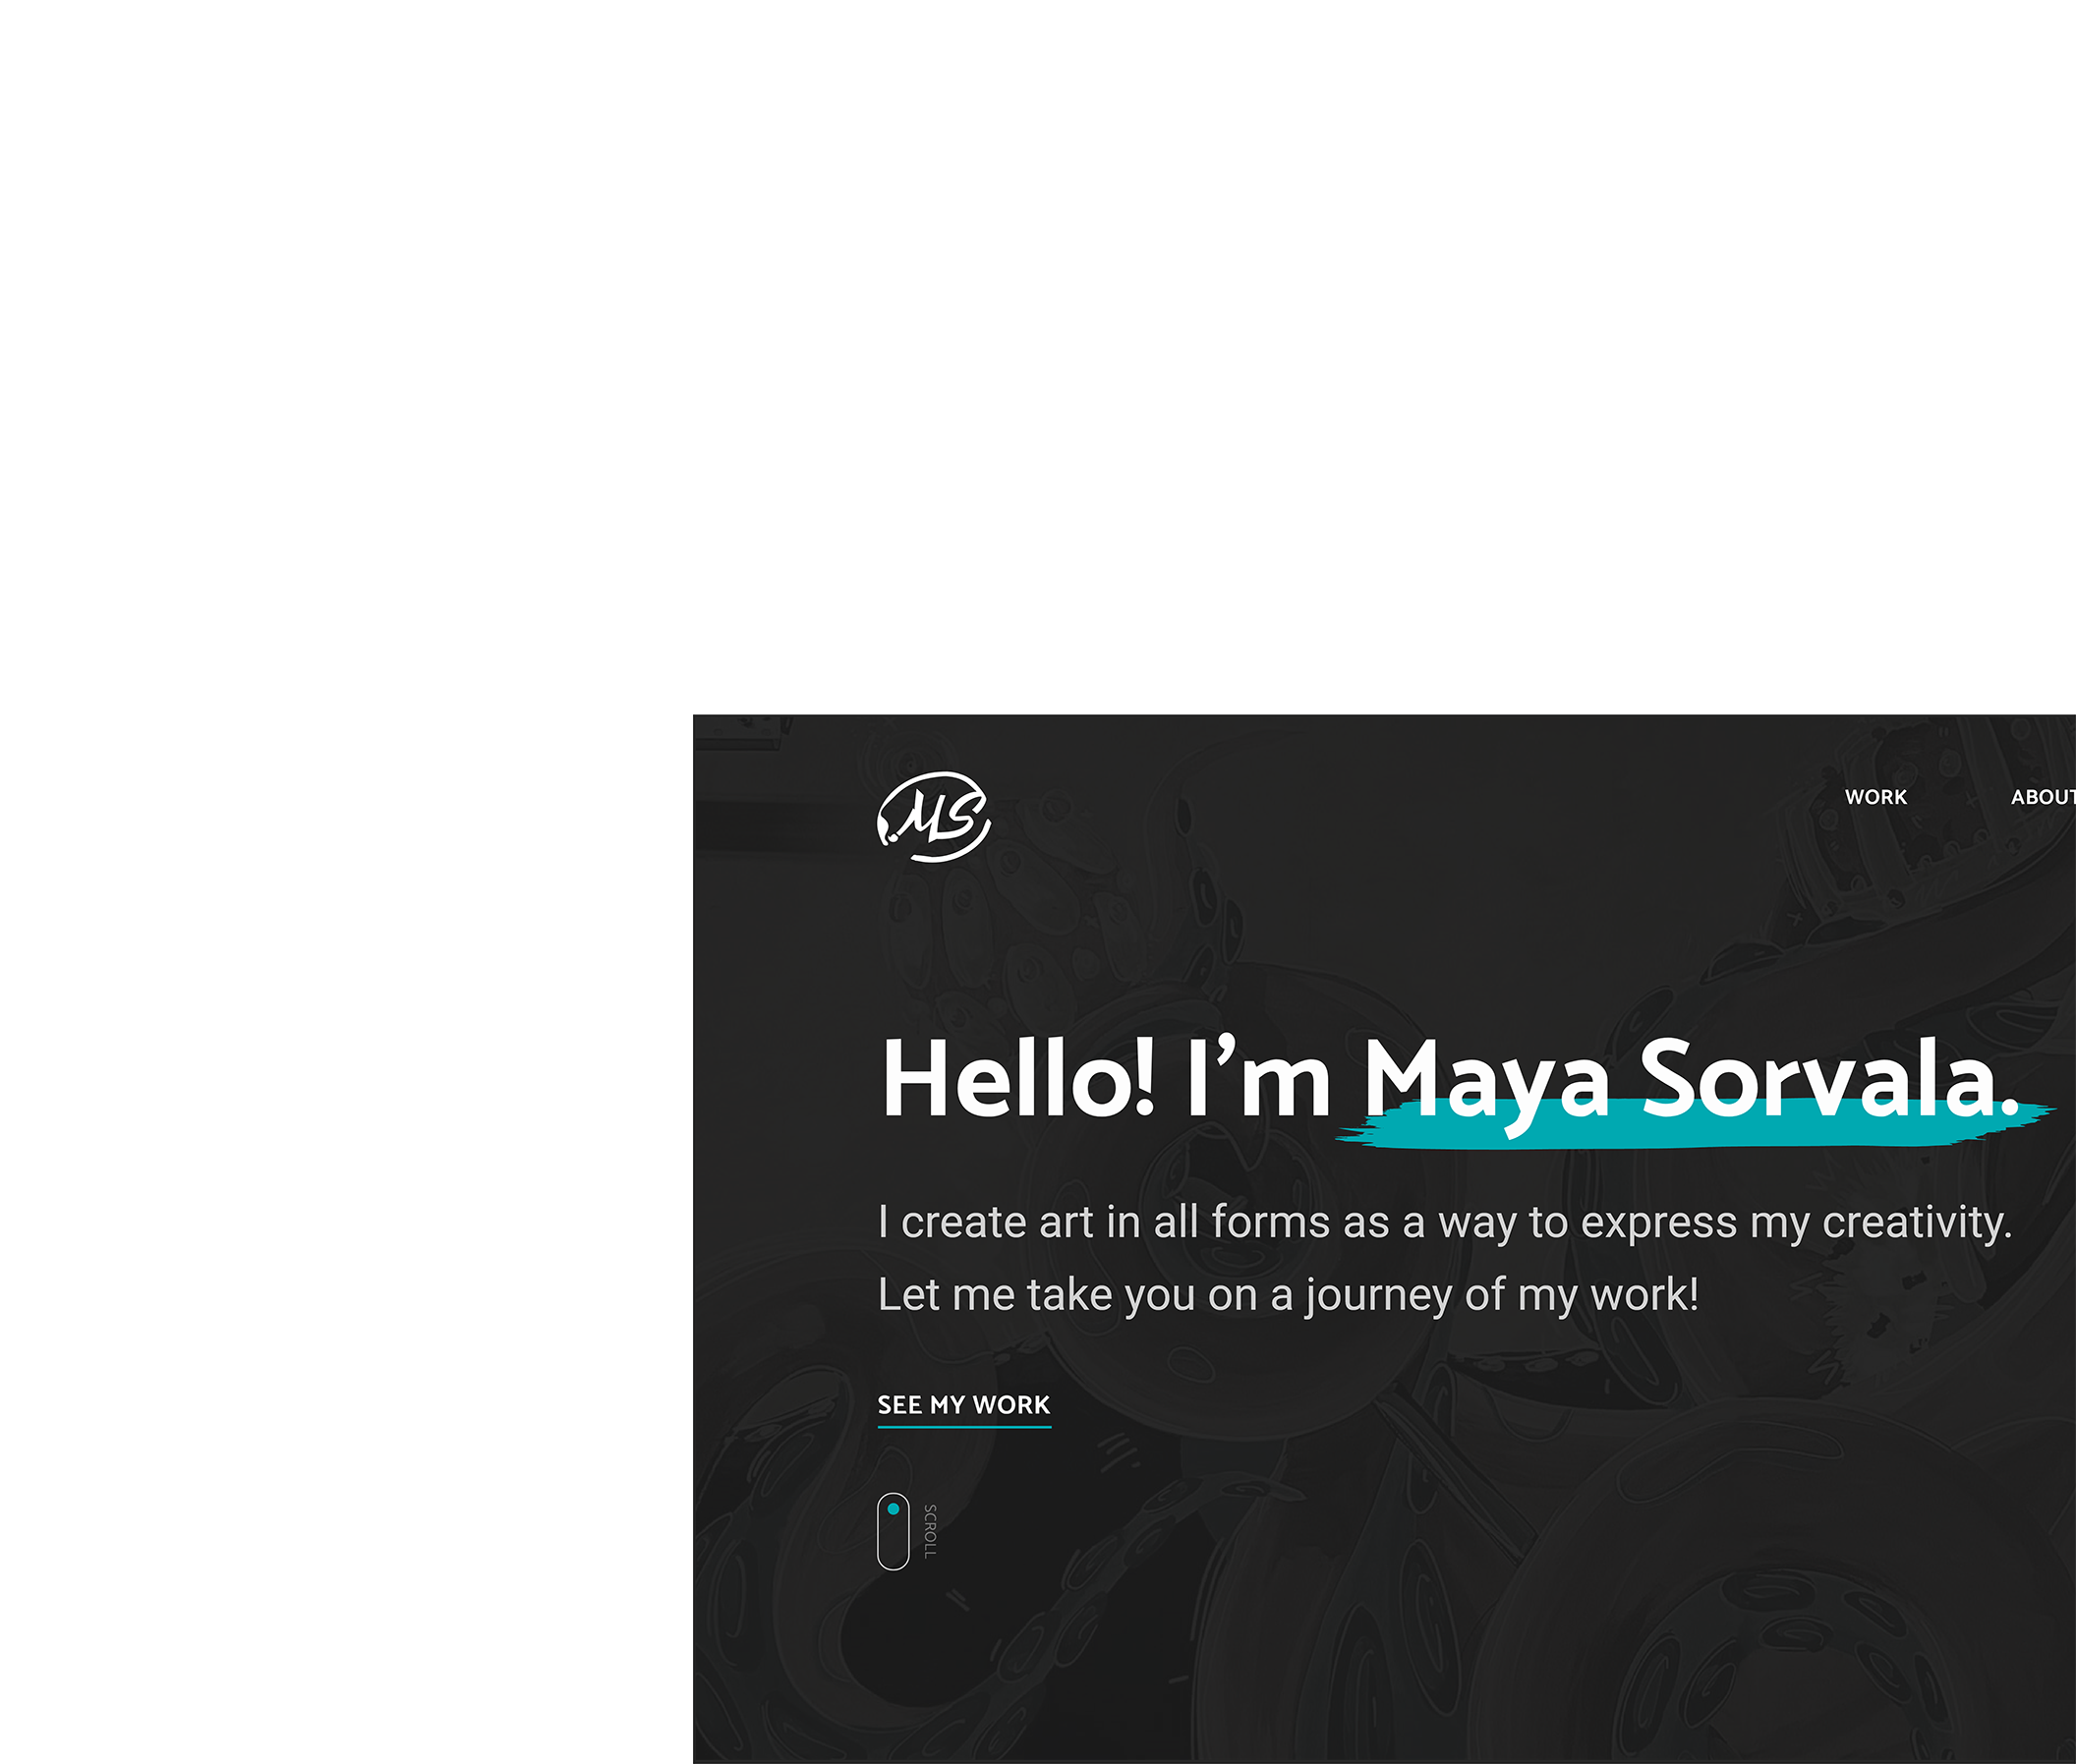 MS
WORK ABOUT
Hello! I'm Maya Sorvala.
I create art in all forms as a way to express my creativity.
Let me take you on a journey of my work!
SEE MY WORK
SCROLL